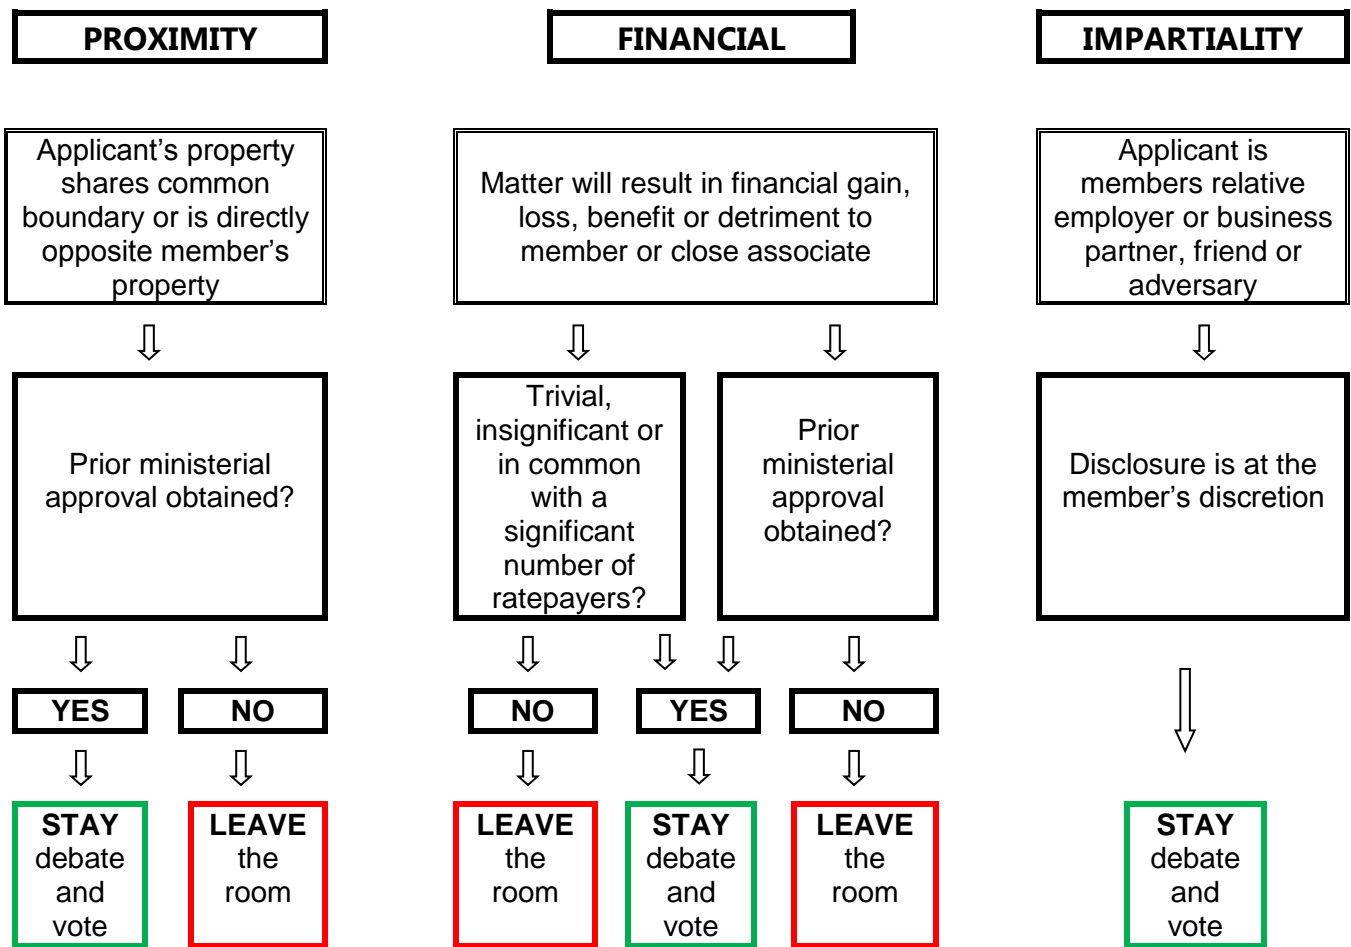 PROXIMITY
FINANCIAL
IMPARTIALITY
Applicant’s property
shares common
boundary or is directly
opposite member’s
property
Matter will result in financial gain,
loss, benefit or detriment to
member or close associate
Applicant is
members relative
employer or business
partner, friend or
adversary
Prior ministerial
approval obtained?
Trivial,
insignificant or
in common
with a
significant
number of
ratepayers?
Prior
ministerial
approval
obtained?
Disclosure is at the
member’s discretion
YES
NO
NO
YES
NO
STAY
debate
and
vote
LEAVE
the
room
LEAVE
the
room
STAY
debate
and
vote
LEAVE
the
room
STAY
debate
and
vote